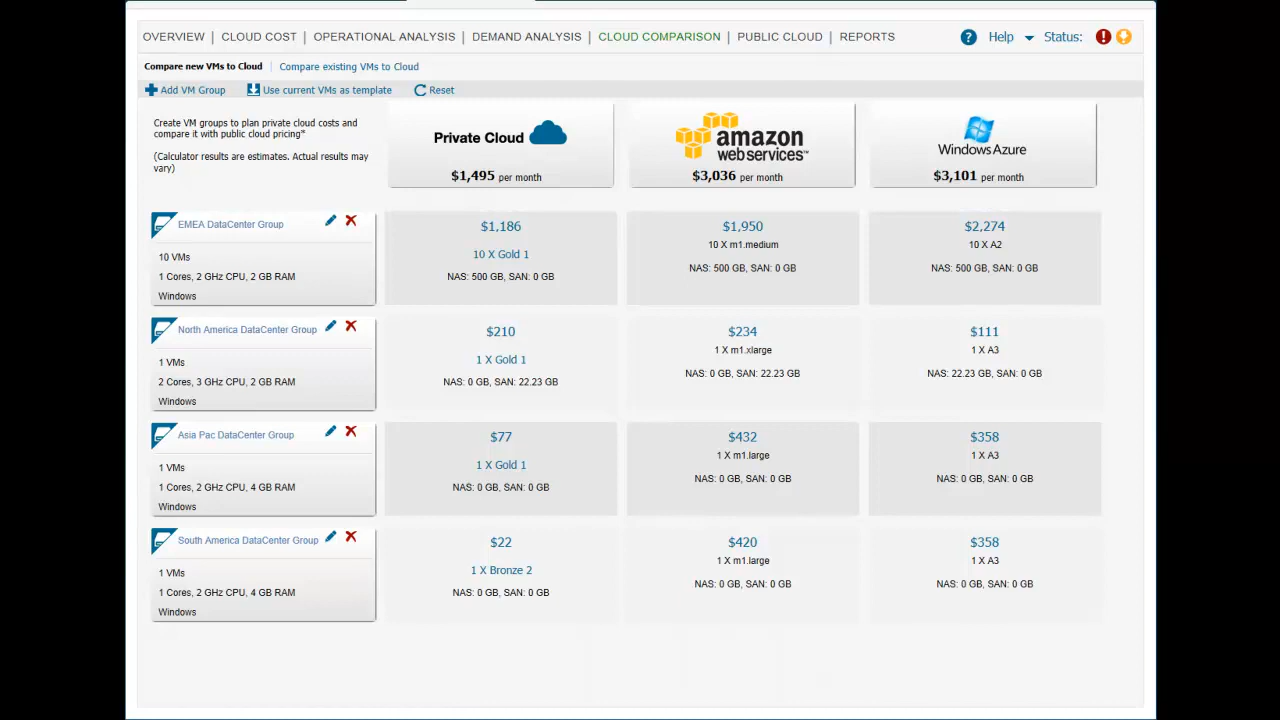 OVERVIEW | CLOUD COST | OPERATIONAL ANALYSIS | DEMAND ANALYSIS | CLOUD COMPARISON | PUBLIC CLOUD | REPORTS
? Help Status: !
Compare new VMs to Cloud | Compare existing VMs to Cloud
Add VM Group Use current VMs as template Reset
Create VM groups to plan private cloud costs and
compare it with public cloud pricing*
(Calculator results are estimates. Actual results may
vary)
Private Cloud
$1,495 per month
amazon
web services™
$3,036 per month
Windows Azure
$3,101 per month
EMEA DataCenter Group
10 VMs
1 Cores, 2 GHz CPU, 2 GB RAM
Windows
$1,186
10 X Gold 1
NAS: 500 GB, SAN: 0 GB
$1,950
10 X m1.medium
NAS: 500 GB, SAN: 0 GB
$2,274
10 X A2
NAS: 500 GB, SAN: 0 GB
North America DataCenter Group
1 VMs
2 Cores, 3 GHz CPU, 2 GB RAM
Windows
$210
1 X Gold 1
NAS: 0 GB, SAN: 22.23 GB
$234
1 X m1.xlarge
NAS: 0 GB, SAN: 22.23 GB
$111
1 X A3
NAS: 22.23 GB, SAN: 0 GB
Asia Pac DataCenter Group
1 VMs
1 Cores, 2 GHz CPU, 4 GB RAM
Windows
$77
1 X Gold 1
NAS: 0 GB, SAN: 0 GB
$432
1 X m1.large
NAS: 0 GB, SAN: 0 GB
$358
1 X A3
NAS: 0 GB, SAN: 0 GB
South America DataCenter Group
1 VMs
1 Cores, 2 GHz CPU, 4 GB RAM
Windows
$22
1 X Bronze 2
NAS: 0 GB, SAN: 0 GB
$420
1 X m1.large
NAS: 0 GB, SAN: 0 GB
$358
1 X A3
NAS: 0 GB, SAN: 0 GB